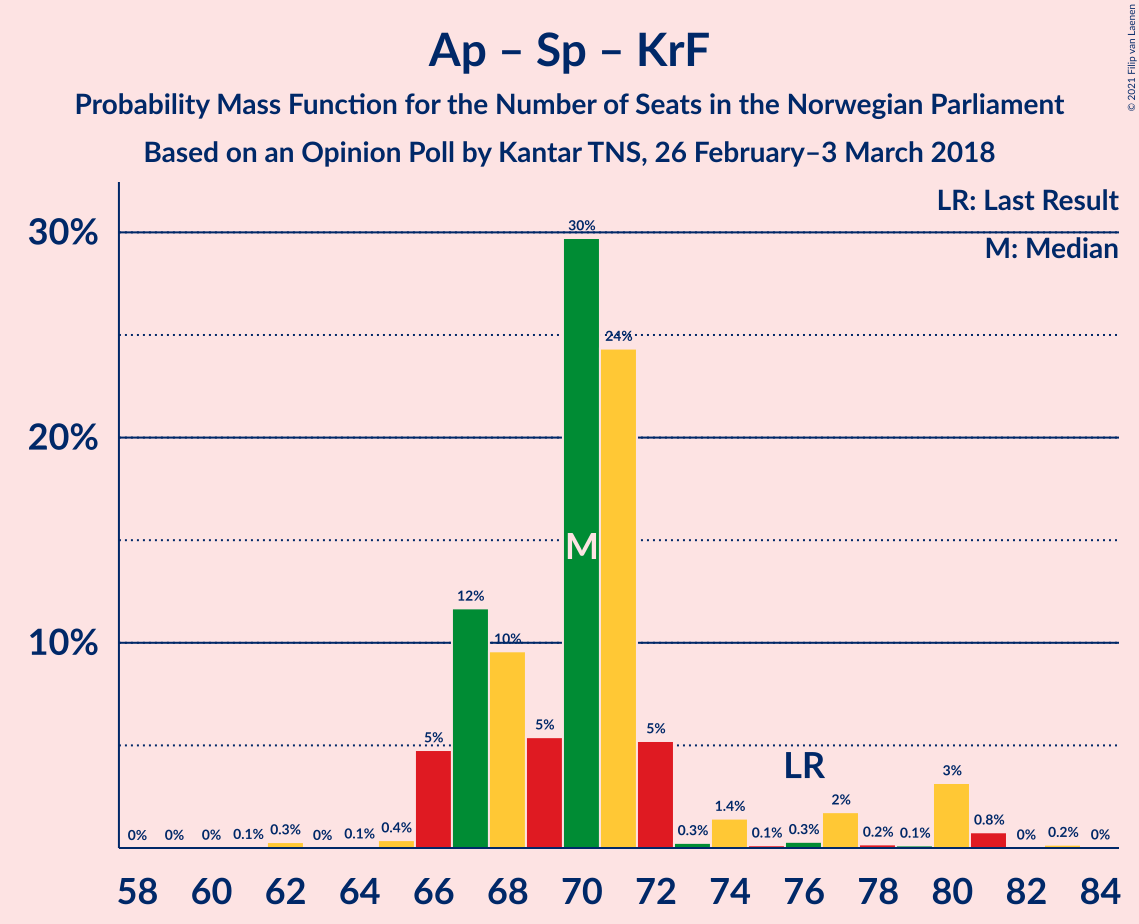 Ap – Sp – KrF
Probability Mass Function for the Number of Seats in the Norwegian Parliament
Based on an Opinion Poll by Kantar TNS, 26 February–3 March 2018
© 2021 Filip van Laenen
LR: Last Result
M: Median
30%
20%
10%
0% 0% 0% 0.1% 0.3% 0% 0.1% 0.4% 5% 12% 10% 5% 30% 24% 5% 0.3% 1.4% 0.1% 0.3% 2% 0.2% 0.1% 3% 0.8% 0% 0.2% 0%
M
LR
58 60 62 64 66 68 70 72 74 76 78 80 82 84